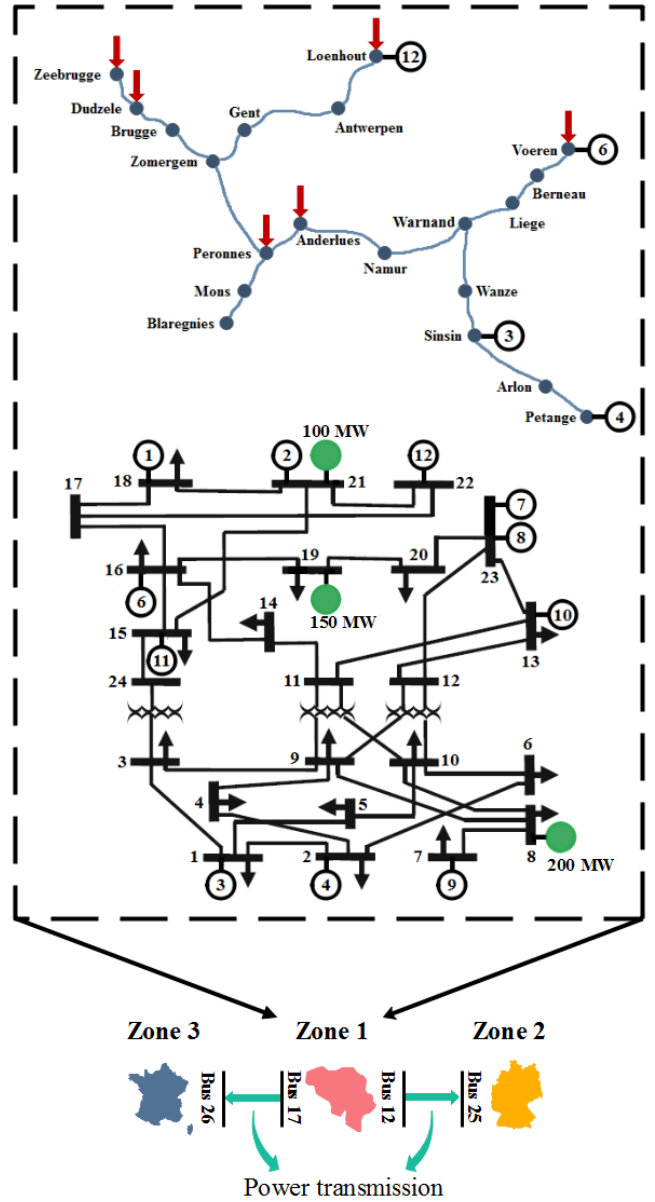 Loenhout 12
Zeebrugge
Dudzele
Gent
Brugge
Antwerpen
Zomergem
Voeren 6
Berneau
Warnand
Liege
Anderlues
Peronnes
Namur
Mons
Wanze
Blaregnies
Sinsin 3
Arlon
Petange 4
100 MW
1 2 12
17 18 21 22
7
8
16 19 20 23
6 14 150 MW 10
15 13
11
24 11 12
3 9 10 6
4 5
1 2 7 8
3 4 9 200 MW
Zone 3 Zone 1 Zone 2
Bus 26 Bus 17 Bus 12 Bus 25
Power transmission